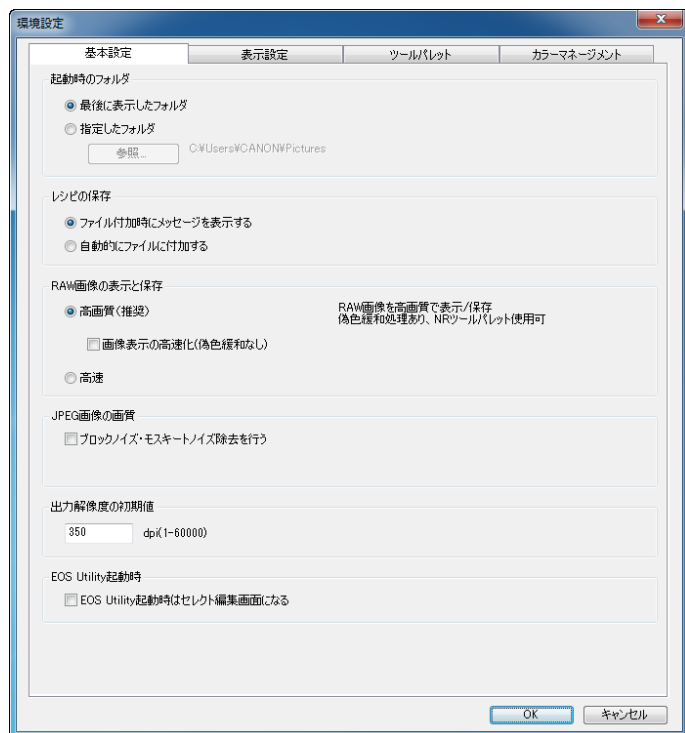 環境設定
基本設定 表示設定 ツールパレット カラーマネージメント
起動時のフォルダ
最後に表示したフォルダ
指定したフォルダ
参照... C:¥Users¥CANON¥Pictures
レシピの保存
ファイル付加時にメッセージを表示する
自動的にファイルに付加する
RAW画像の表示と保存
高画質(推奨) RAW画像を高画質で表示/保存
偽色緩和処理あり、NRツールパレット使用可
画像表示の高速化(偽色緩和なし)
高速
JPEG画像の画質
ブロックノイズ・モスキートノイズ除去を行う
出力解像度の初期値
350 dpi(1-60000)
EOS Utility起動時
EOS Utility起動時はセレクト編集画面になる
OK キャンセル